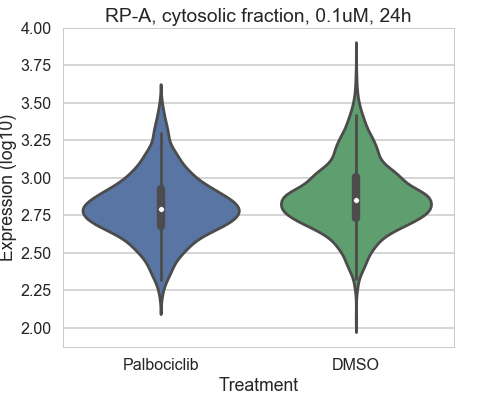 RP-A, cytosolic fraction, 0.1uM, 24h
4.00
3.75
3.50
3.25
3.00
2.75
2.50
2.25
2.00
Expression (log10)
Palbociclib
DMSO
Treatment